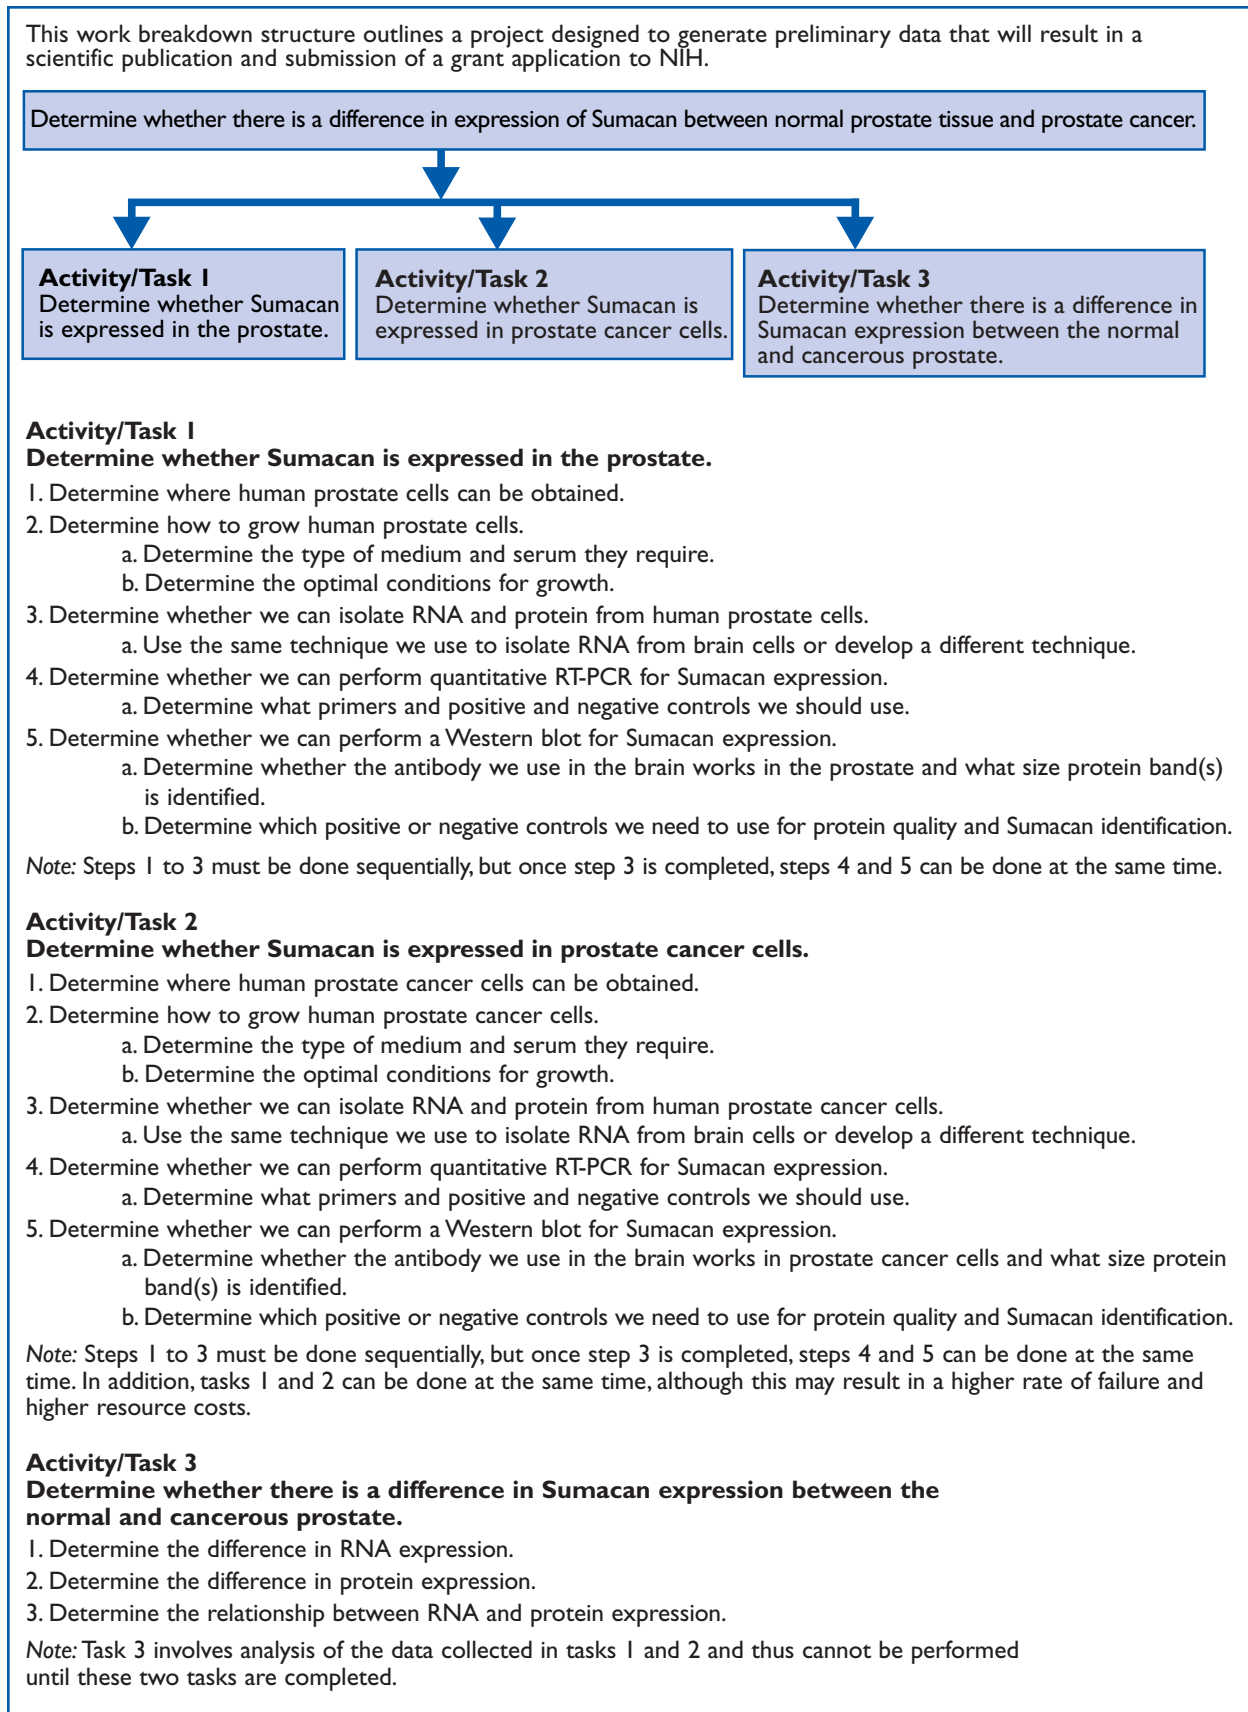 This work breakdown structure outlines a project designed to generate preliminary data that will result in a
scientific publication and submission of a grant application to NIH.
Determine whether there is a difference in expression of Sumacan between normal prostate tissue and prostate cancer.
Activity/Task 1
Determine whether Sumacan
is expressed in the prostate.
Activity/Task 2
Determine whether Sumacan is
expressed in prostate cancer cells.
Activity/Task 3
Determine whether there is a difference in
Sumacan expression between the normal
and cancerous prostate.
Activity/Task 1
Determine whether Sumacan is expressed in the prostate.
1. Determine where human prostate cells can be obtained.
2. Determine how to grow human prostate cells.
a. Determine the type of medium and serum they require.
b. Determine the optimal conditions for growth.
3. Determine whether we can isolate RNA and protein from human prostate cells.
a. Use the same technique we use to isolate RNA from brain cells or develop a different technique.
4. Determine whether we can perform quantitative RT-PCR for Sumacan expression.
a. Determine what primers and positive and negative controls we should use.
5. Determine whether we can perform a Western blot for Sumacan expression.
a. Determine whether the antibody we use in the brain works in the prostate and what size protein band(s)
is identified.
b. Determine which positive or negative controls we need to use for protein quality and Sumacan identification.
Note: Steps 1 to 3 must be done sequentially, but once step 3 is completed, steps 4 and 5 can be done at the same time.
Activity/Task 2
Determine whether Sumacan is expressed in prostate cancer cells.
1. Determine where human prostate cancer cells can be obtained.
2. Determine how to grow human prostate cancer cells.
a. Determine the type of medium and serum they require.
b. Determine the optimal conditions for growth.
3. Determine whether we can isolate RNA and protein from human prostate cancer cells.
a. Use the same technique we use to isolate RNA from brain cells or develop a different technique.
4. Determine whether we can perform quantitative RT-PCR for Sumacan expression.
a. Determine what primers and positive and negative controls we should use.
5. Determine whether we can perform a Western blot for Sumacan expression.
a. Determine whether the antibody we use in the brain works in prostate cancer cells and what size protein
band(s) is identified.
b. Determine which positive or negative controls we need to use for protein quality and Sumacan identification.
Note: Steps 1 to 3 must be done sequentially, but once step 3 is completed, steps 4 and 5 can be done at the same
time. In addition, tasks 1 and 2 can be done at the same time, although this may result in a higher rate of failure and
higher resource costs.
Activity/Task 3
Determine whether there is a difference in Sumacan expression between the
normal and cancerous prostate.
1. Determine the difference in RNA expression.
2. Determine the difference in protein expression.
3. Determine the relationship between RNA and protein expression.
Note: Task 3 involves analysis of the data collected in tasks 1 and 2 and thus cannot be performed
until these two tasks are completed.